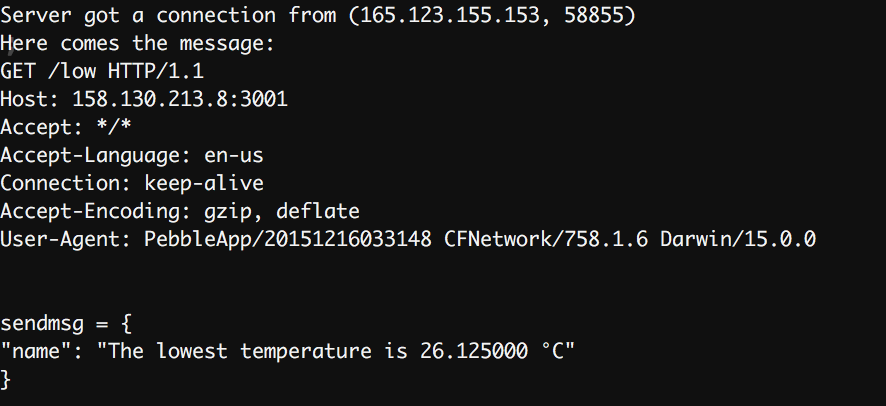 Server got a connection from (165.123.155.153, 58855)
Here comes the message:
GET /low HTTP/1.1
Host: 158.130.213.8:3001
Accept: */*
Accept-Language: en-us
Connection: keep-alive
Accept-Encoding: gzip, deflate
User-Agent: PebbleApp/20151216033148 CFNetwork/758.1.6 Darwin/15.0.0
sendmsg = {
"name": "The lowest temperature is 26.125000 °C"
}